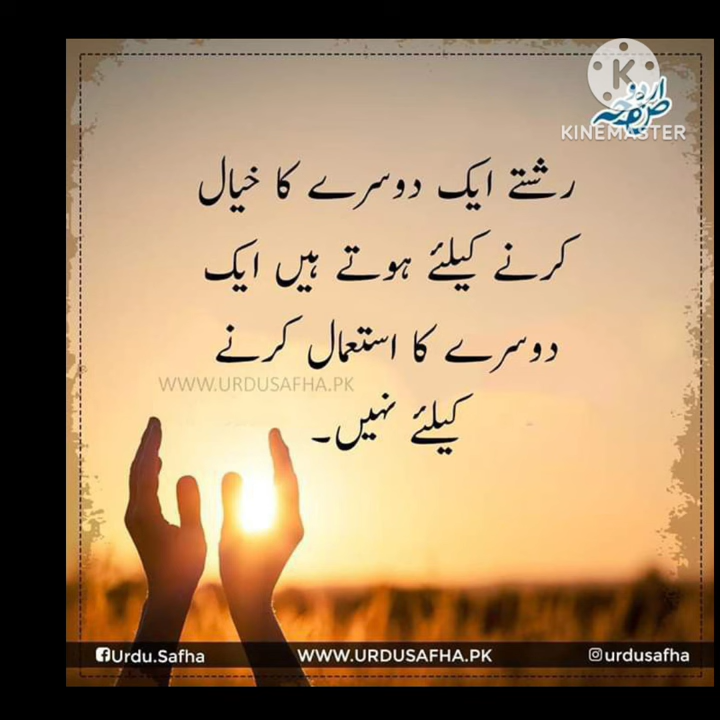 اردو صفحہ
KINEMASTER
رشتے ایک دوسرے کا خیال
کرنے کیلئے ہوتے ہیں ایک
دوسرے کا استعمال کرنے
WWW.URDUSAFHA.PK
کیلئے نہیں۔
Urdu.Safha
WWW.URDUSAFHA.PK
urdusafha